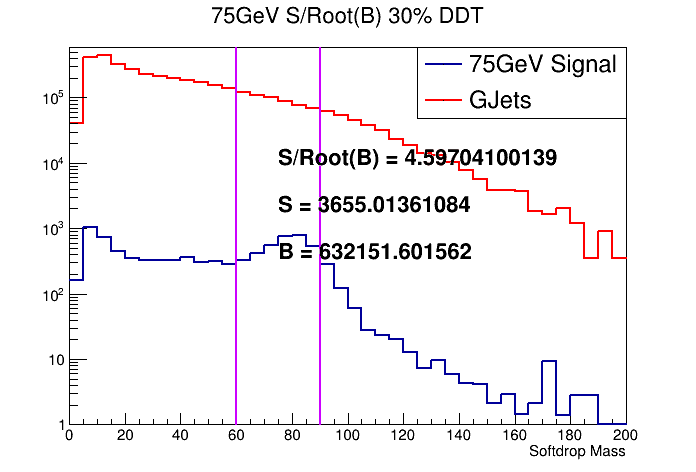 75GeV S/Root(B) 30% DDT
75GeV Signal
GJets
10^5
S/Root(B) = 4.59704100139
10^4
S = 3655.01361084
10^3
B = 632151.601562
10^2
10
1
0 20 40 60 80 100 120 140 160 180 200
Softdrop Mass